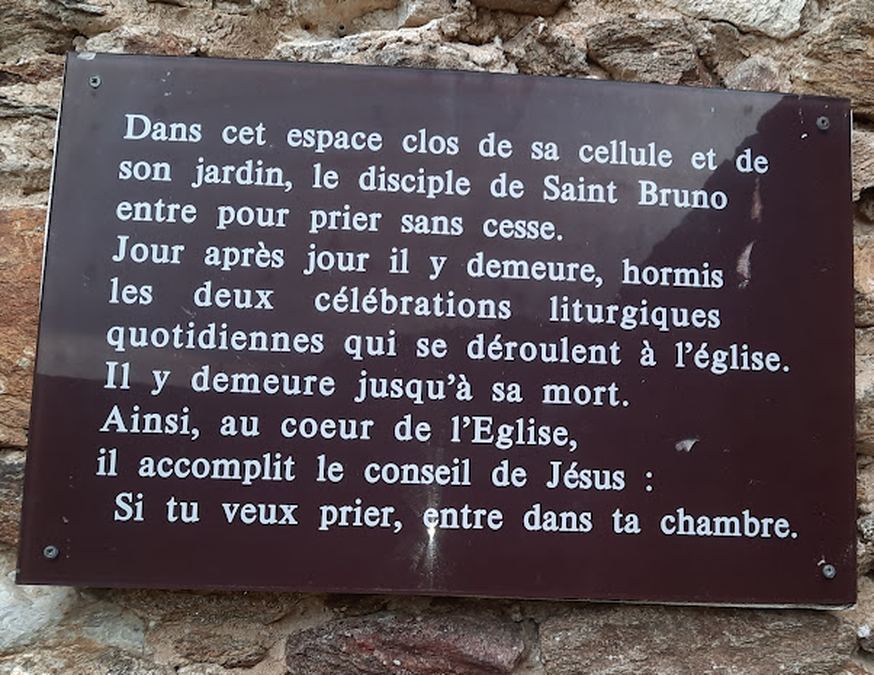 Dans cet espace clos de sa cellule et de
son jardin, le disciple de Saint Bruno
entre pour prier sans cesse.
Jour après jour il y demeure, hormis
les deux célébrations liturgiques
quotidiennes qui se déroulent à l'église.
Il y demeure jusqu'à sa mort.
Ainsi, au coeur de l'Eglise,
il accomplit le conseil de Jésus :
Si tu veux prier, entre dans ta chambre.